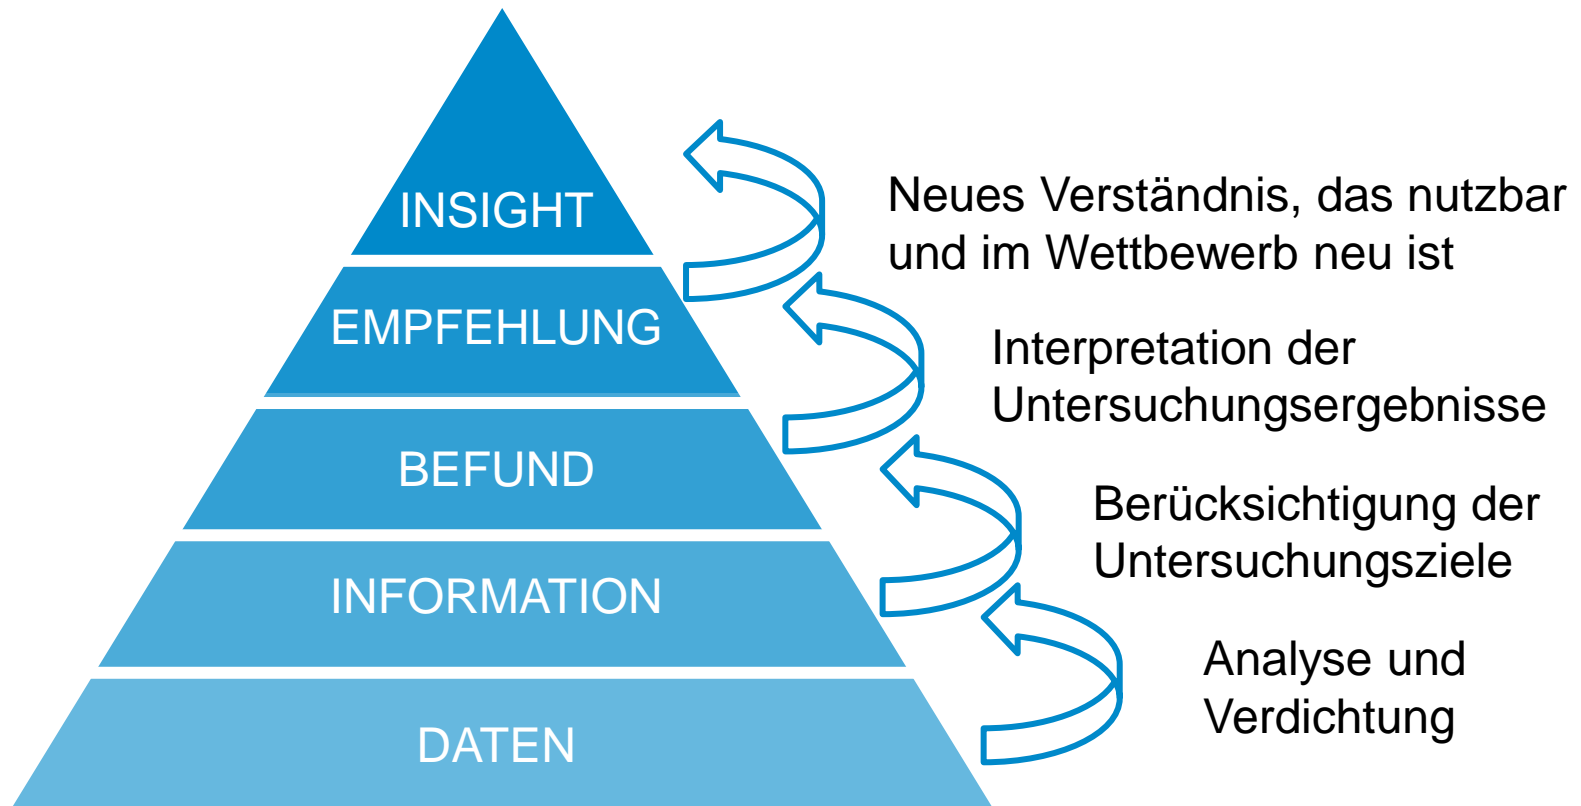 INSIGHT
Neues Verständnis, das nutzbar
und im Wettbewerb neu ist
EMPFEHLUNG
Interpretation der
Untersuchungsergebnisse
BEFUND
Berücksichtigung der
Untersuchungsziele
INFORMATION
Analyse und
Verdichtung
DATEN